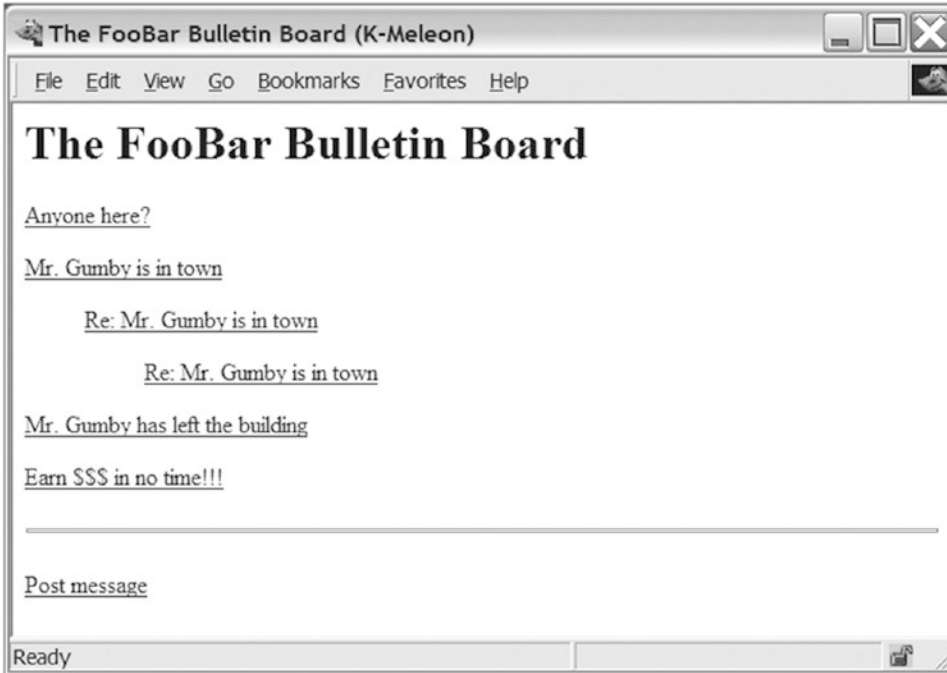 The FooBar Bulletin Board (K-Meleon)
File Edit View Go Bookmarks Favorites Help
The FooBar Bulletin Board
Anyone here?
Mr. Gumby is in town
Re: Mr. Gumby is in town
Re: Mr. Gumby is in town
Mr. Gumby has left the building
Earn $$$ in no time!!!
Post message
Ready